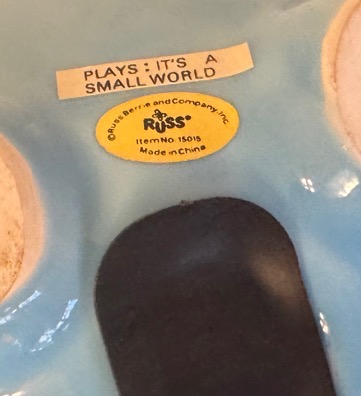 PLAYS: IT'S A
SMALL WORLD
©Russ Berrie and Company, Inc.
RUSS®
Item No. 15015
Made in China